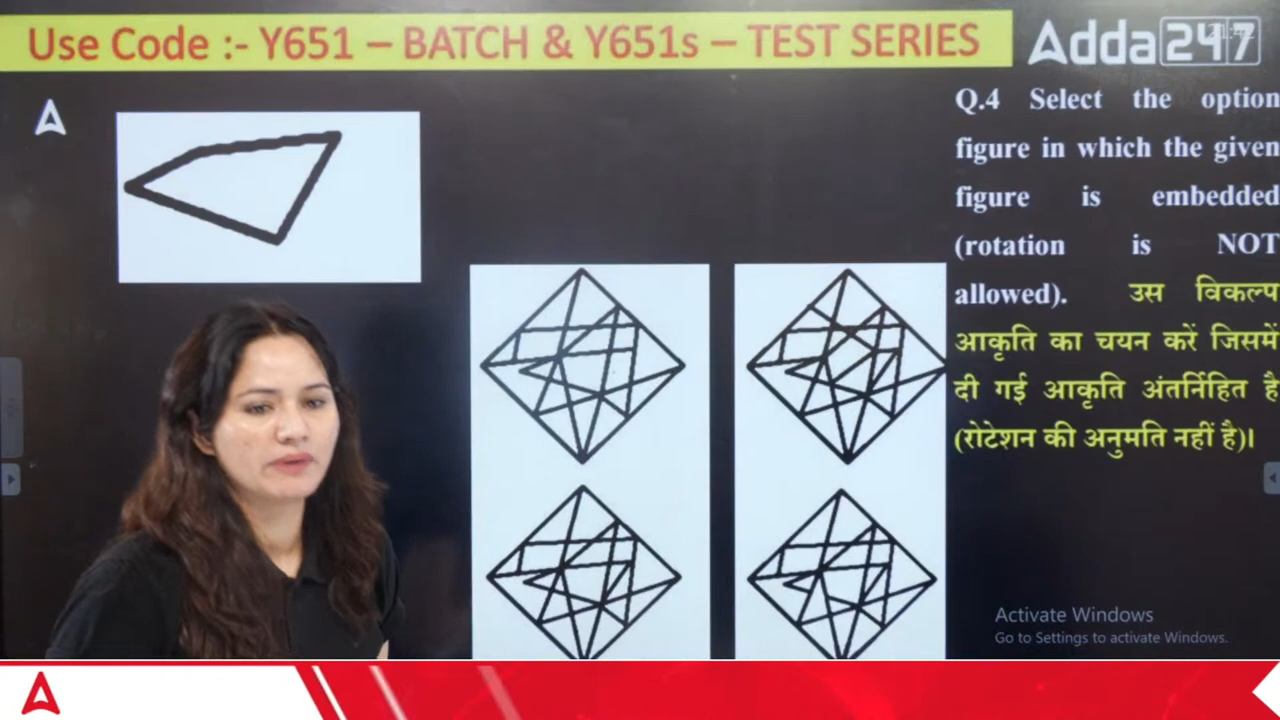 Use Code :- Y651 – BATCH & Y651s – TEST SERIES
Adda247
Q.4 Select the option
figure in which the given
figure is embedded
(rotation is NOT
allowed). उस विकल्प
आकृति का चयन करें जिसमें
दी गई आकृति अंतर्निहित है
(रोटेशन की अनुमति नहीं है)।
Activate Windows
Go to Settings to activate Windows.